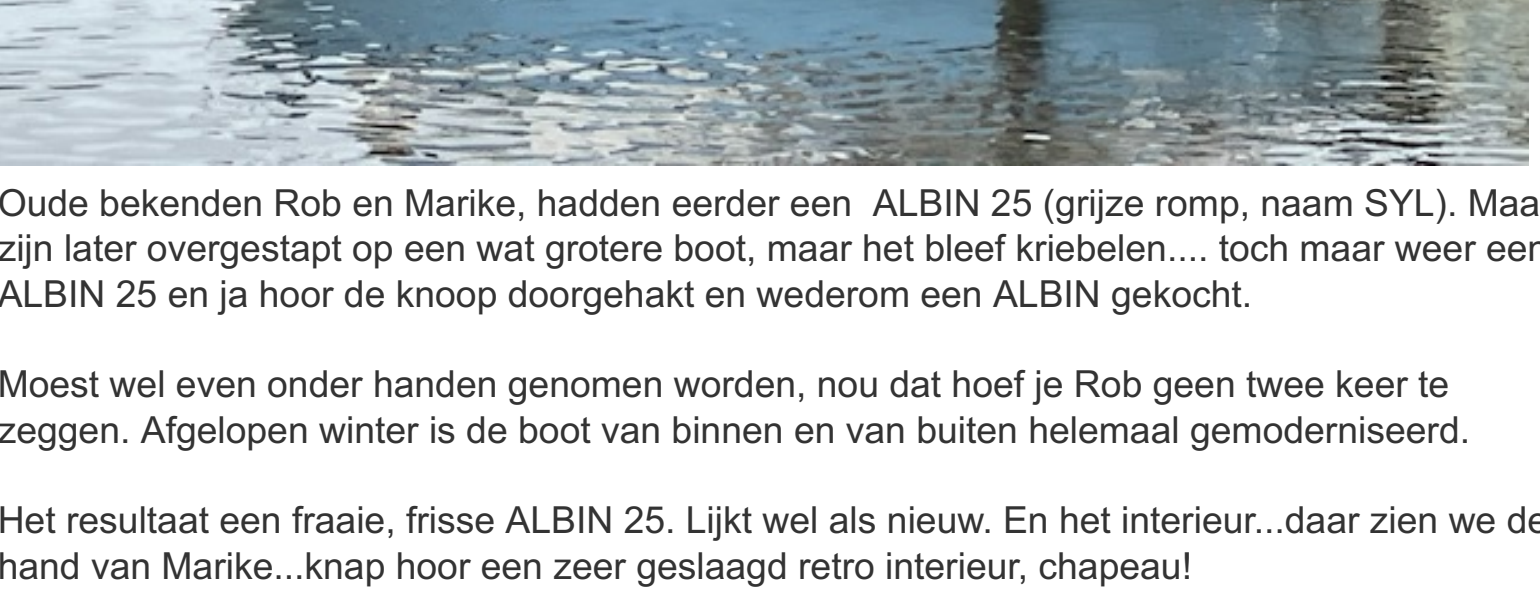 Oude bekenden Rob en Marike, hadden eerder een  ALBIN 25 (grijze romp, naam SYL). Maa
zijn later overgestapt op een wat grotere boot, maar het bleef kriebelen.... toch maar weer een
ALBIN 25 en ja hoor de knoop doorgehakt en wederom een ALBIN gekocht.
Moest wel even onder handen genomen worden, nou dat hoef je Rob geen twee keer te
zeggen. Afgelopen winter is de boot van binnen en van buiten helemaal gemoderniseerd.
Het resultaat een fraaie, frisse ALBIN 25. Lijkt wel als nieuw. En het interieur...daar zien we de
hand van Marike...knap hoor een zeer geslaagd retro interieur, chapeau!